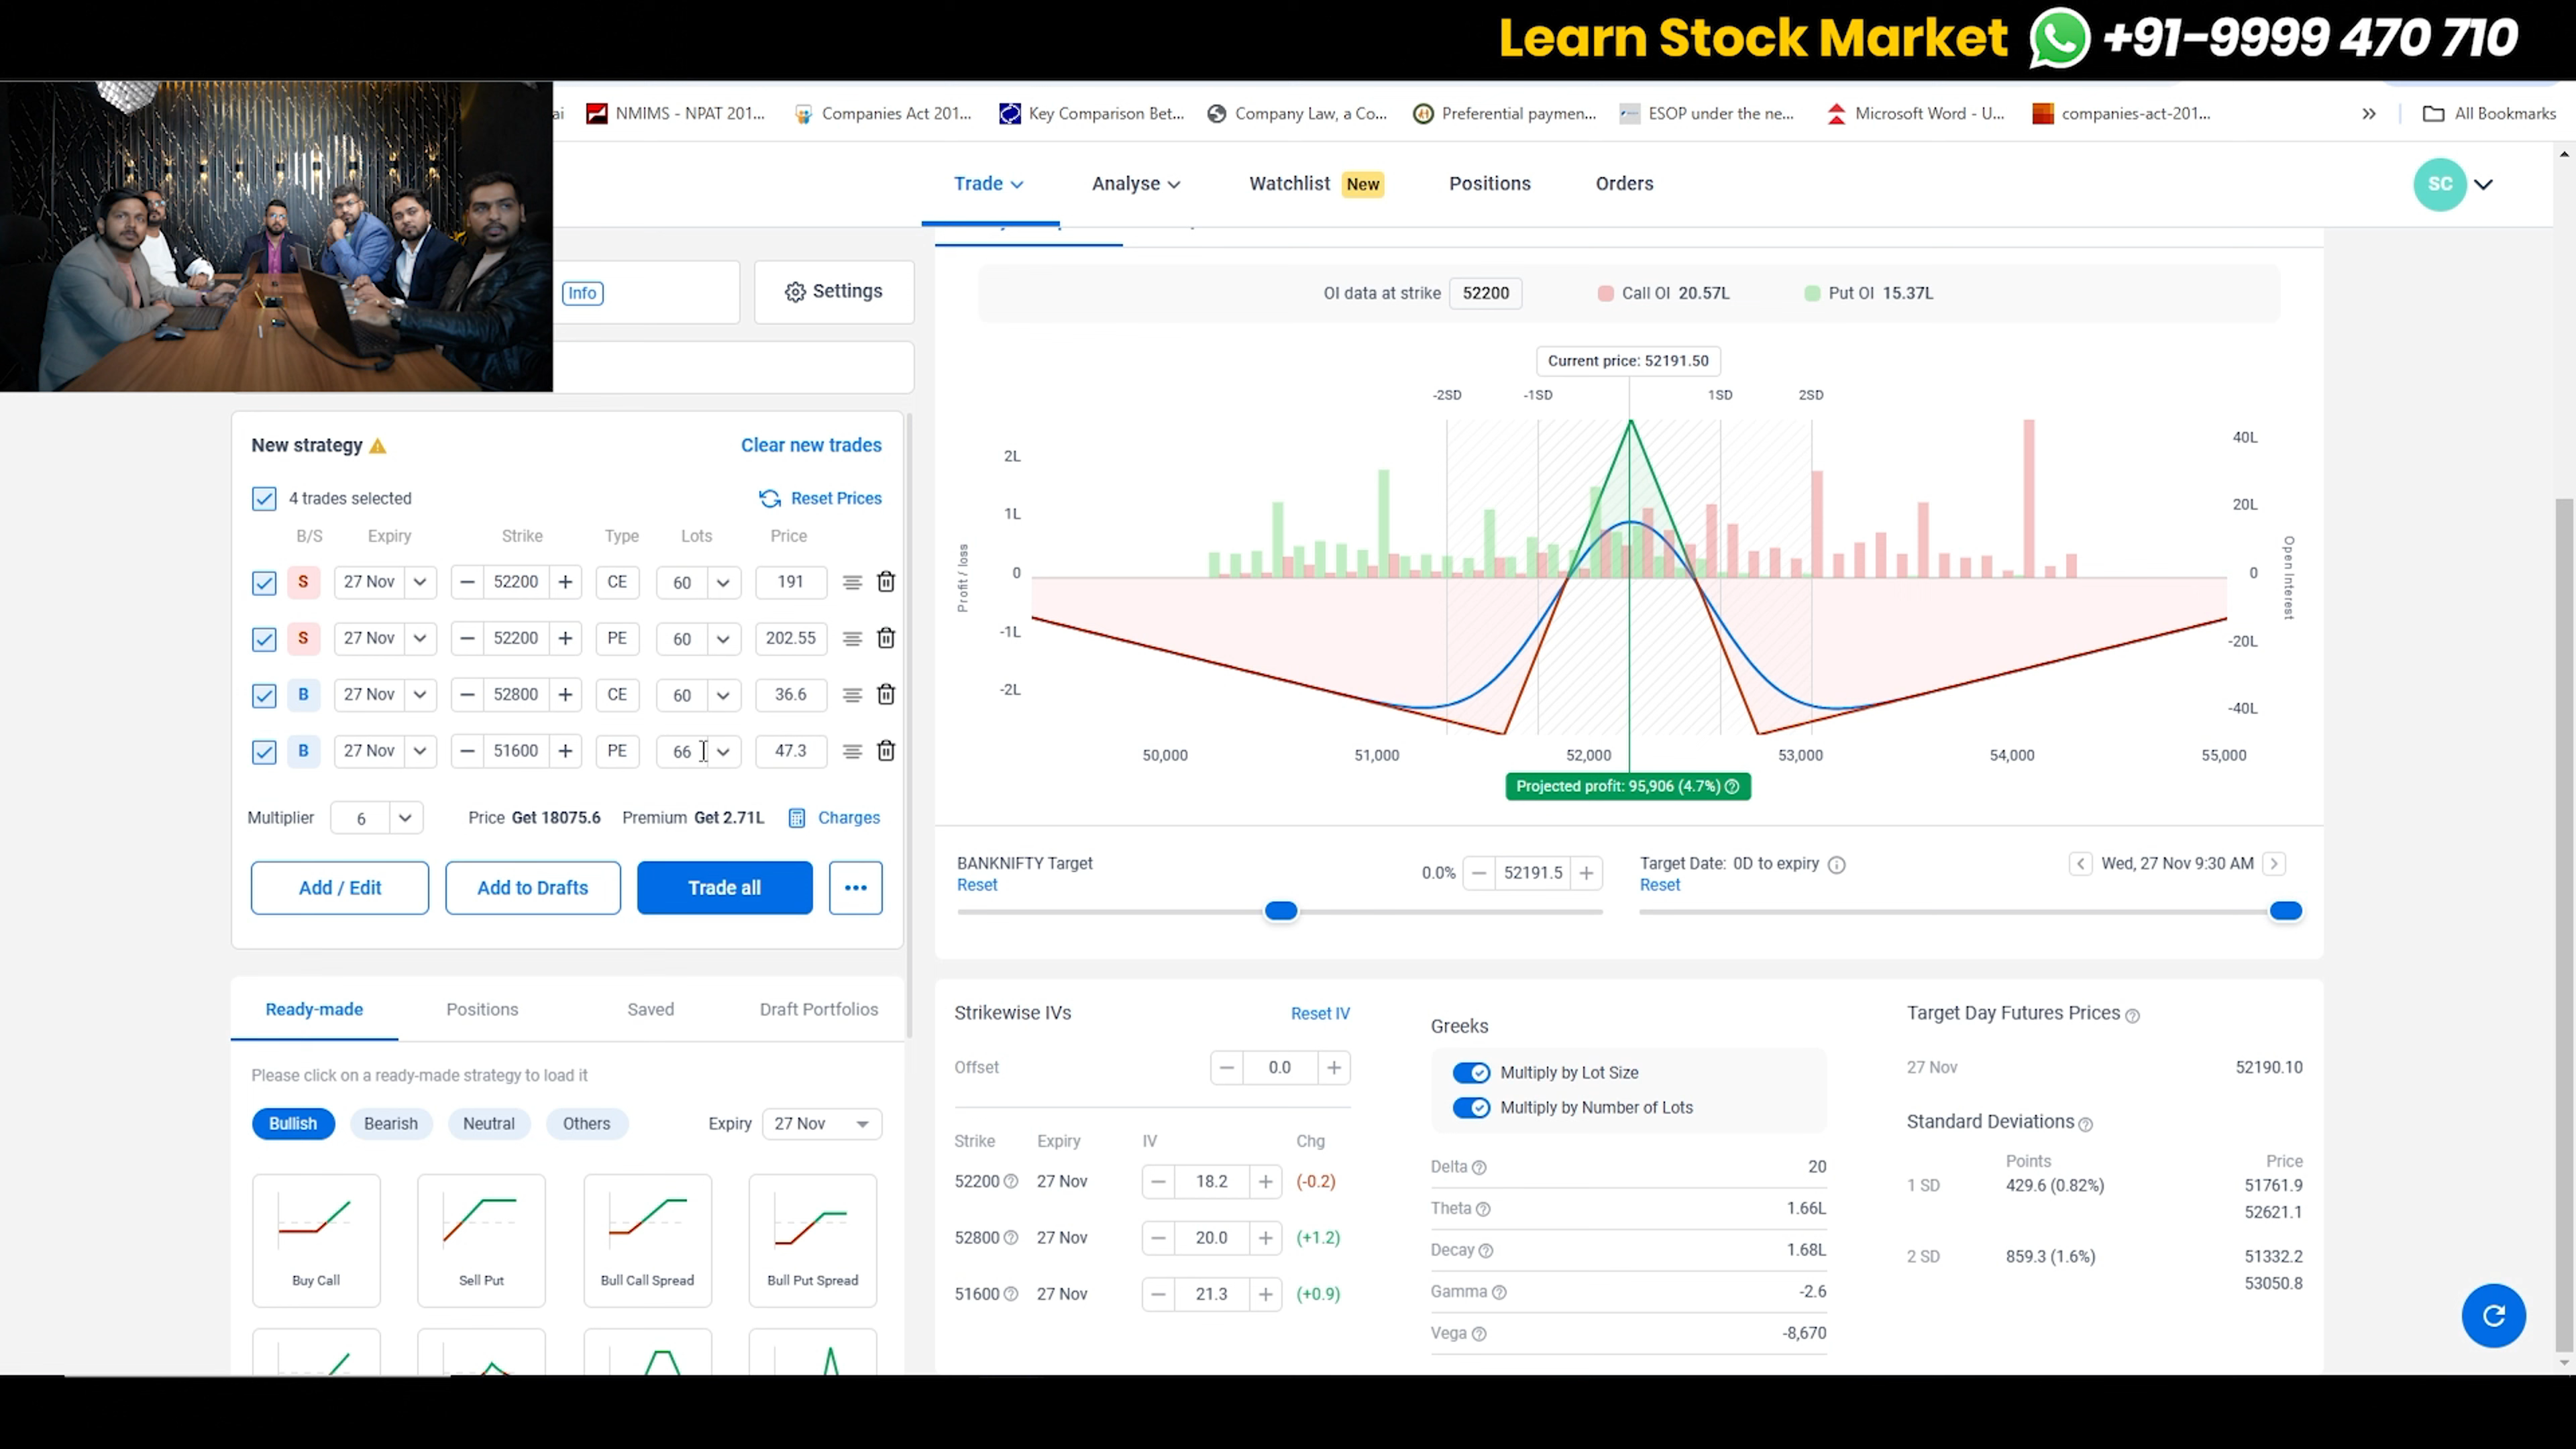 Learn Stock Market +91-9999 470 710
ai NMIMS - NPAT 201... Companies Act 201... Key Comparison Bet... Company Law, a Co... Preferential paymen... ESOP under the ne... Microsoft Word - U... companies-act-201... » All Bookmarks
Trade Analyse Watchlist New Positions Orders SC
Info Settings
OI data at strike 52200 Call OI 20.57L Put OI 15.37L
Current price: 52191.50
-2SD -1SD 1SD 2SD
New strategy Clear new trades
4 trades selected Reset Prices
B/S Expiry Strike Type Lots Price
S 27 Nov − 52200 + CE 60 191
S 27 Nov − 52200 + PE 60 202.55
B 27 Nov − 52800 + CE 60 36.6
B 27 Nov − 51600 + PE 66 47.3
Multiplier 6 Price Get 18075.6 Premium Get 2.71L Charges
Add / Edit Add to Drafts Trade all ...
2L
1L
0
-1L
-2L
Profit / loss
40L
20L
0
-20L
-40L
Open Interest
50,000 51,000 52,000 53,000 54,000 55,000
Projected profit: 95,906 (4.7%)
BANKNIFTY Target 0.0% − 52191.5 +
Reset
Target Date: 0D to expiry Wed, 27 Nov 9:30 AM
Reset
Ready-made Positions Saved Draft Portfolios
Please click on a ready-made strategy to load it
Bullish Bearish Neutral Others Expiry 27 Nov
Buy Call Sell Put Bull Call Spread Bull Put Spread
Strikewise IVs Reset IV
Offset − 0.0 +
Strike Expiry IV Chg
52200 27 Nov − 18.2 + (-0.2)
52800 27 Nov − 20.0 + (+1.2)
51600 27 Nov − 21.3 + (+0.9)
Greeks
Multiply by Lot Size
Multiply by Number of Lots
Delta 20
Theta 1.66L
Decay 1.68L
Gamma -2.6
Vega -8,670
Target Day Futures Prices
27 Nov 52190.10
Standard Deviations
Points Price
1 SD 429.6 (0.82%) 51761.9
52621.1
2 SD 859.3 (1.6%) 51332.2
53050.8